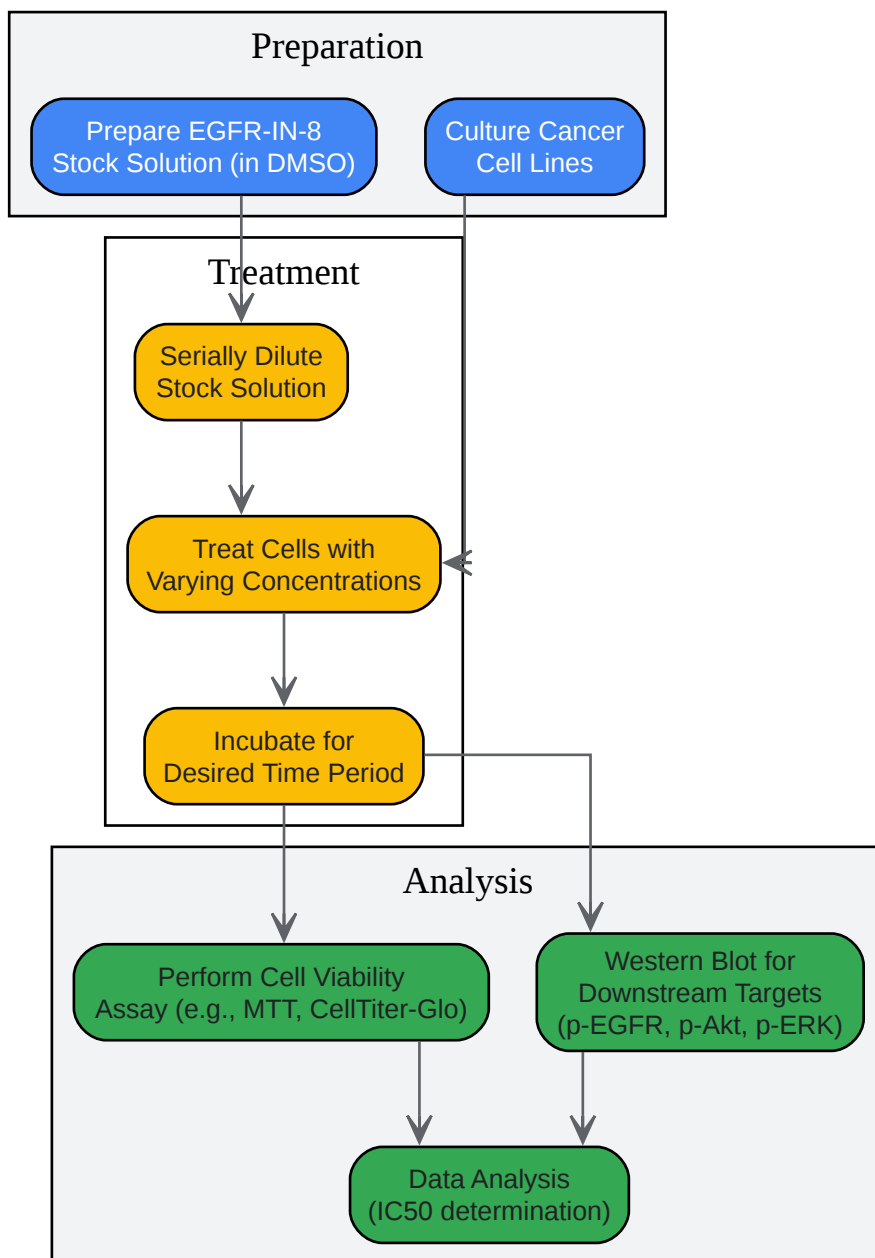 Preparation
Prepare EGFR-IN-8
Stock Solution (in DMSO)
Culture Cancer
Cell Lines
Treatment
Serially Dilute
Stock Solution
Treat Cells with
Varying Concentrations
Incubate for
Desired Time Period
Analysis
Perform Cell Viability
Assay (e.g., MTT, CellTiter-Glo)
Western Blot for
Downstream Targets
(p-EGFR, p-Akt, p-ERK)
Data Analysis
(IC50 determination)